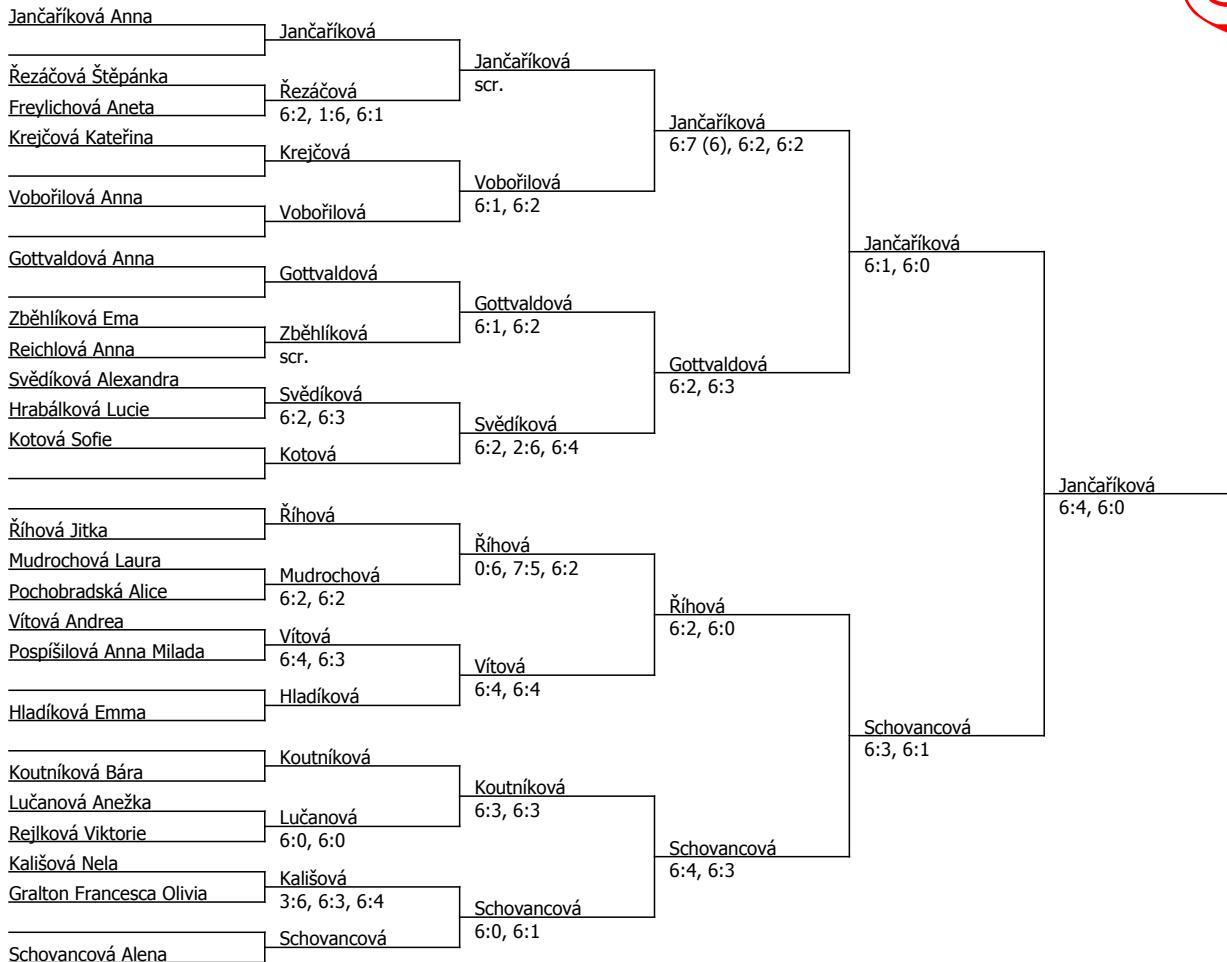 Jančaříková Anna
Řezáčová Štěpánka
Freylichová Aneta
Krejčová Kateřina
Vobořilová Anna
Gottvaldová Anna
Zběhlíková Ema
Reichlová Anna
Svědíková Alexandra
Hrabálková Lucie
Kotová Sofie
Říhová Jitka
Mudrochová Laura
Pochobradská Alice
Vítová Andrea
Pospíšilová Anna Milada
Hladíková Emma
Koutníková Bára
Lučanová Anežka
Rejlková Viktorie
Kališová Nela
Gralton Francesca Olivia
Schovancová Alena
Jančaříková
Řezáčová
6:2, 1:6, 6:1
Krejčová
Vobořilová
Gottvaldová
Zběhlíková
scr.
Svědíková
6:2, 6:3
Kotová
Říhová
Mudrochová
6:2, 6:2
Vítová
6:4, 6:3
Hladíková
Koutníková
Lučanová
6:0, 6:0
Kališová
3:6, 6:3, 6:4
Schovancová
Jančaříková
scr.
Vobořilová
6:1, 6:2
Gottvaldová
6:1, 6:2
Svědíková
6:2, 2:6, 6:4
Říhová
0:6, 7:5, 6:2
Vítová
6:4, 6:4
Koutníková
6:3, 6:3
Schovancová
6:0, 6:1
Jančaříková
6:7 (6), 6:2, 6:2
Gottvaldová
6:2, 6:3
Říhová
6:2, 6:0
Schovancová
6:4, 6:3
Jančaříková
6:1, 6:0
Schovancová
6:3, 6:1
Jančaříková
6:4, 6:0